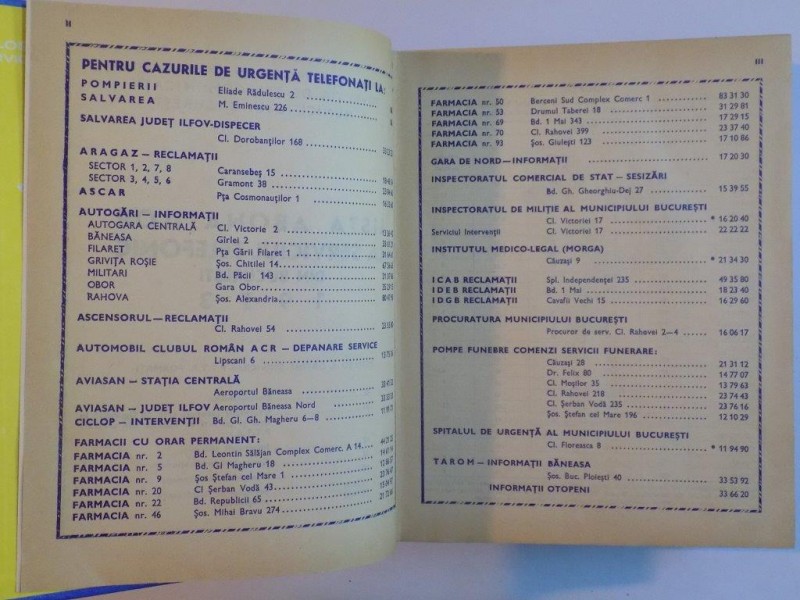 II
PENTRU CAZURILE DE URGENȚĂ TELEFONAȚI LA:
POMPIERII Eliade Rădulescu 2
SALVAREA M. Eminescu 226
SALVAREA JUDEȚ ILFOV-DISPECER
Cl. Dorobanților 168
ARAGAZ — RECLAMAȚII
SECTOR 1, 2, 7, 8 Caransebeș 15
SECTOR 3, 4, 5, 6 Gramont 38
ASCAR Pța Cosmonauților 1
AUTOGĂRI — INFORMAȚII
AUTOGARA CENTRALĂ Cl. Victorie 2
BĂNEASA Gîrlei 2
FILARET Pța Gării Filaret 1
GRIVIȚA ROȘIE Șos. Chitilei 14
MILITARI Bd. Păcii 143
OBOR Gara Obor
RAHOVA Șos. Alexandria
ASCENSORUL — RECLAMAȚII
Cl. Rahovei 54
AUTOMOBIL CLUBUL ROMÂN ACR — DEPANARE SERVICE
Lipscani 6
AVIASAN — STAȚIA CENTRALĂ
Aeroportul Băneasa
AVIASAN — JUDEȚ ILFOV Aeroportul Băneasa Nord
CICLOP — INTERVENȚII Bd. Gl. Gh. Magheru 6—8
FARMACII CU ORAR PERMANENT:
FARMACIA nr. 2 Bd. Leontin Sălăjan Complex Comerc. A 14
FARMACIA nr. 5 Bd. Gl Magheru 18
FARMACIA nr. 9 Șos Ștefan cel Mare 1
FARMACIA nr. 20 Cl Șerban Vodă 43
FARMACIA nr. 22 Bd. Republicii 65
FARMACIA nr. 46 Șos. Mihai Bravu 274
III
FARMACIA nr. 50 Berzeni Sud Complex Comerc 1 83 31 30
FARMACIA nr. 53 Drumul Taberei 18 31 29 81
FARMACIA nr. 69 Bd. 1 Mai 343 17 29 15
FARMACIA nr. 70 Cl. Rahovei 399 23 37 40
FARMACIA nr. 93 Șos. Giulești 123 17 10 86
GARA DE NORD—INFORMAȚII 17 20 30
INSPECTORATUL COMERCIAL DE STAT — SESIZĂRI
Bd. Gh. Gheorghiu-Dej 27 15 39 55
INSPECTORATUL DE MILIȚIE AL MUNICIPIULUI BUCUREȘTI
Cl. Victoriei 17 * 16 20 40
Serviciul Intervenții Cl. Victoriei 17 22 22 22
INSTITUTUL MEDICO-LEGAL (MORGA)
Căuzași 9 * 21 34 30
ICAB RECLAMAȚII Spl. Independenței 235 49 35 80
IDEB RECLAMAȚII Bd. 1 Mai 18 23 40
IDGB RECLAMAȚII Cavafii Vechi 15 16 29 60
PROCURATURA MUNICIPIULUI BUCUREȘTI
Procuror de serv. Cl. Rahovei 2—4 16 06 17
POMPE FUNEBRE COMENZI SERVICII FUNERARE:
Căuzași 28 21 31 12
Dr. Felix 80 14 77 07
Cl. Moșilor 35 13 79 63
Cl. Rahovei 218 23 74 43
Cl. Șerban Vodă 235 23 76 16
Șos. Ștefan cel Mare 196 12 10 29
SPITALUL DE URGENȚĂ AL MUNICIPIULUI BUCUREȘTI
Cl. Floreasca 8 * 11 94 90
TAROM—INFORMAȚII BĂNEASA
Șos. Buc. Ploiești 40 33 53 92
INFORMAȚII OTOPENI 33 66 20